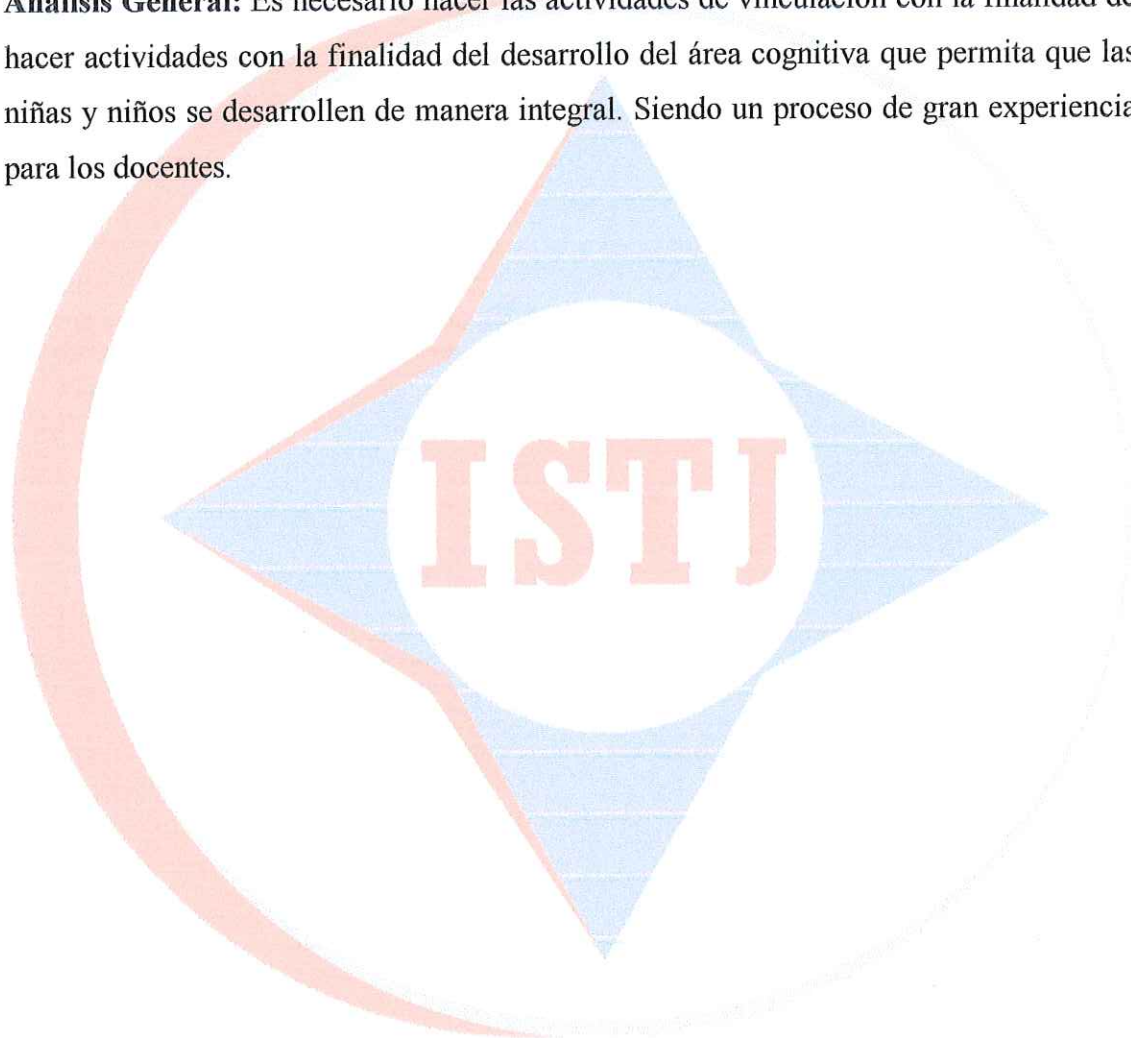 Análisis General: Es necesario hacer las actividades de vinculación con la finalidad de
hacer actividades con la finalidad del desarrollo del área cognitiva que permita que las
niñas y niños se desarrollen de manera integral. Siendo un proceso de gran experiencia
para los docentes.
ISTJ